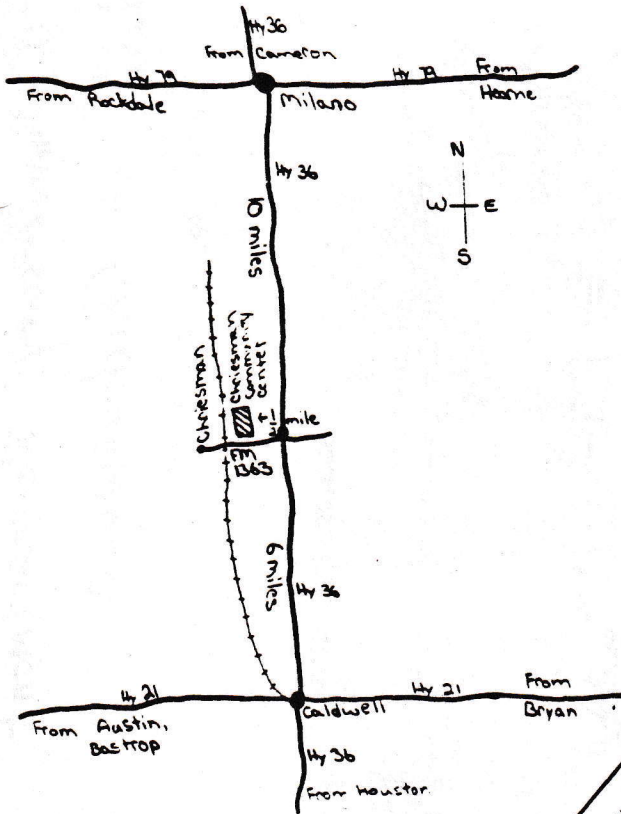 Hy 36
From Cameron
Hy 79
Hy 79
From
Hearne
From Rockdale
Milano
Hy 36
N
W E
S
10 miles
Chriesman
Chriesman
Community
Center
mile
FM
1363
6 miles
Hy 36
Hy 21
Hy 21
From
Bryan
Caldwell
From Austin,
Bastrop
Hy 36
From Houston